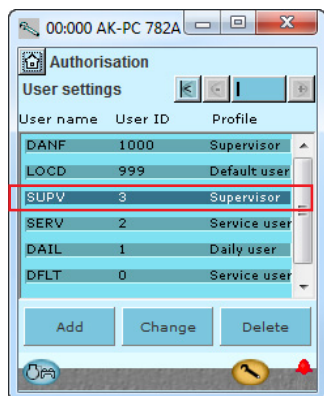 00:000 AK-PC 782A
Authorisation
User settings
User name User ID Profile
DANF 1000 Supervisor
LOCD 999 Default user
SUPV 3 Supervisor
SERV 2 Service user
DAIL 1 Daily user
DFLT 0 Service user
Add Change Delete